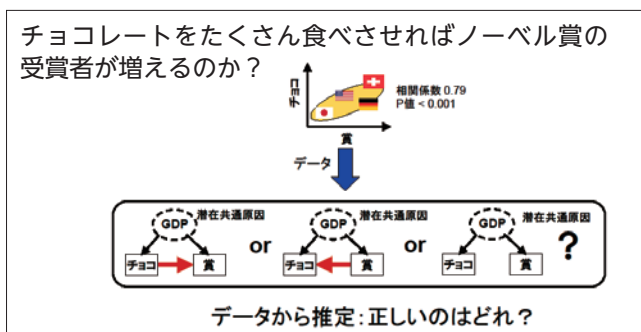 チョコレートをたくさん食べさせればノーベル賞の
受賞者が増えるのか？
チョコ
相関係数 0.79
P値 < 0.001
賞
データ
GDP 潜在共通原因 GDP 潜在共通原因 GDP 潜在共通原因
チョコ 賞 or チョコ 賞 or チョコ 賞 ?
データから推定：正しいのはどれ？